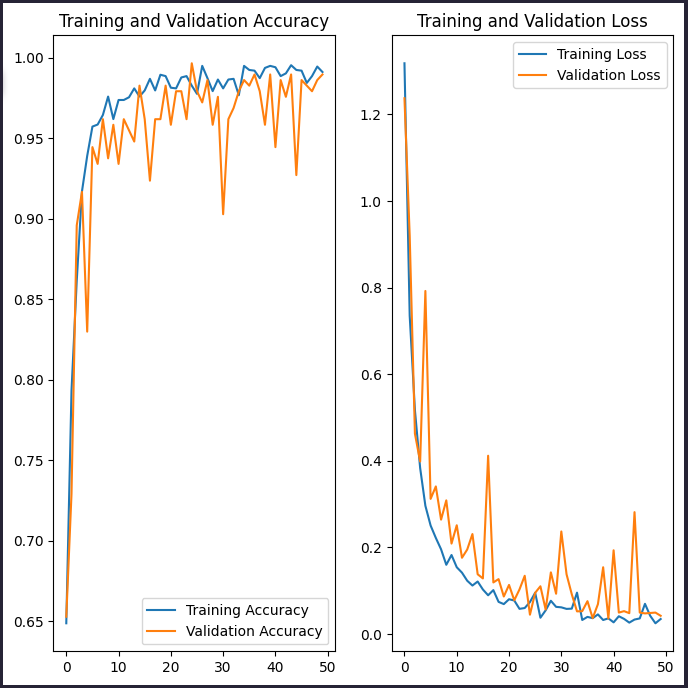 Training and Validation Accuracy
1.00
0.95
0.90
0.85
0.80
0.75
0.70
0.65
0 10 20 30 40 50
Training Accuracy
Validation Accuracy
Training and Validation Loss
1.2
1.0
0.8
0.6
0.4
0.2
0.0
0 10 20 30 40 50
Training Loss
Validation Loss